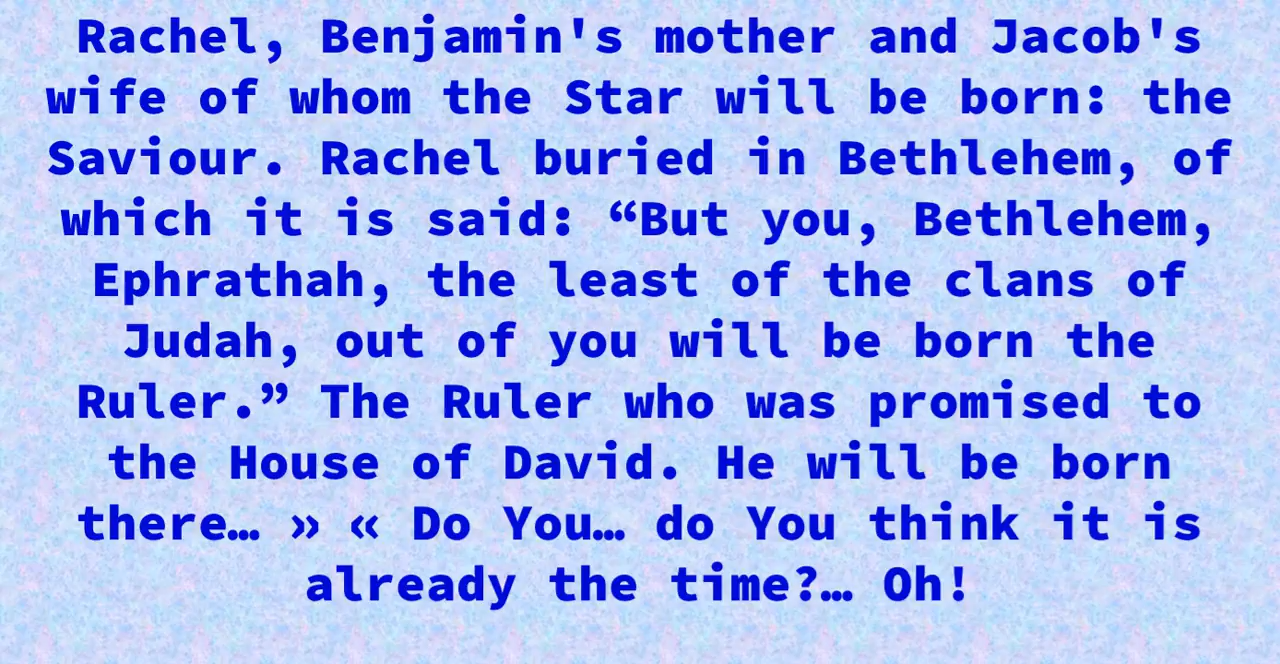 Rachel, Benjamin's mother and Jacob's
wife of whom the Star will be born: the
Saviour. Rachel buried in Bethlehem, of
which it is said: “But you, Bethlehem,
Ephrathah, the least of the clans of
Judah, out of you will be born the
Ruler.” The Ruler who was promised to
the House of David. He will be born
there… » « Do You… do You think it is
already the time?… Oh!